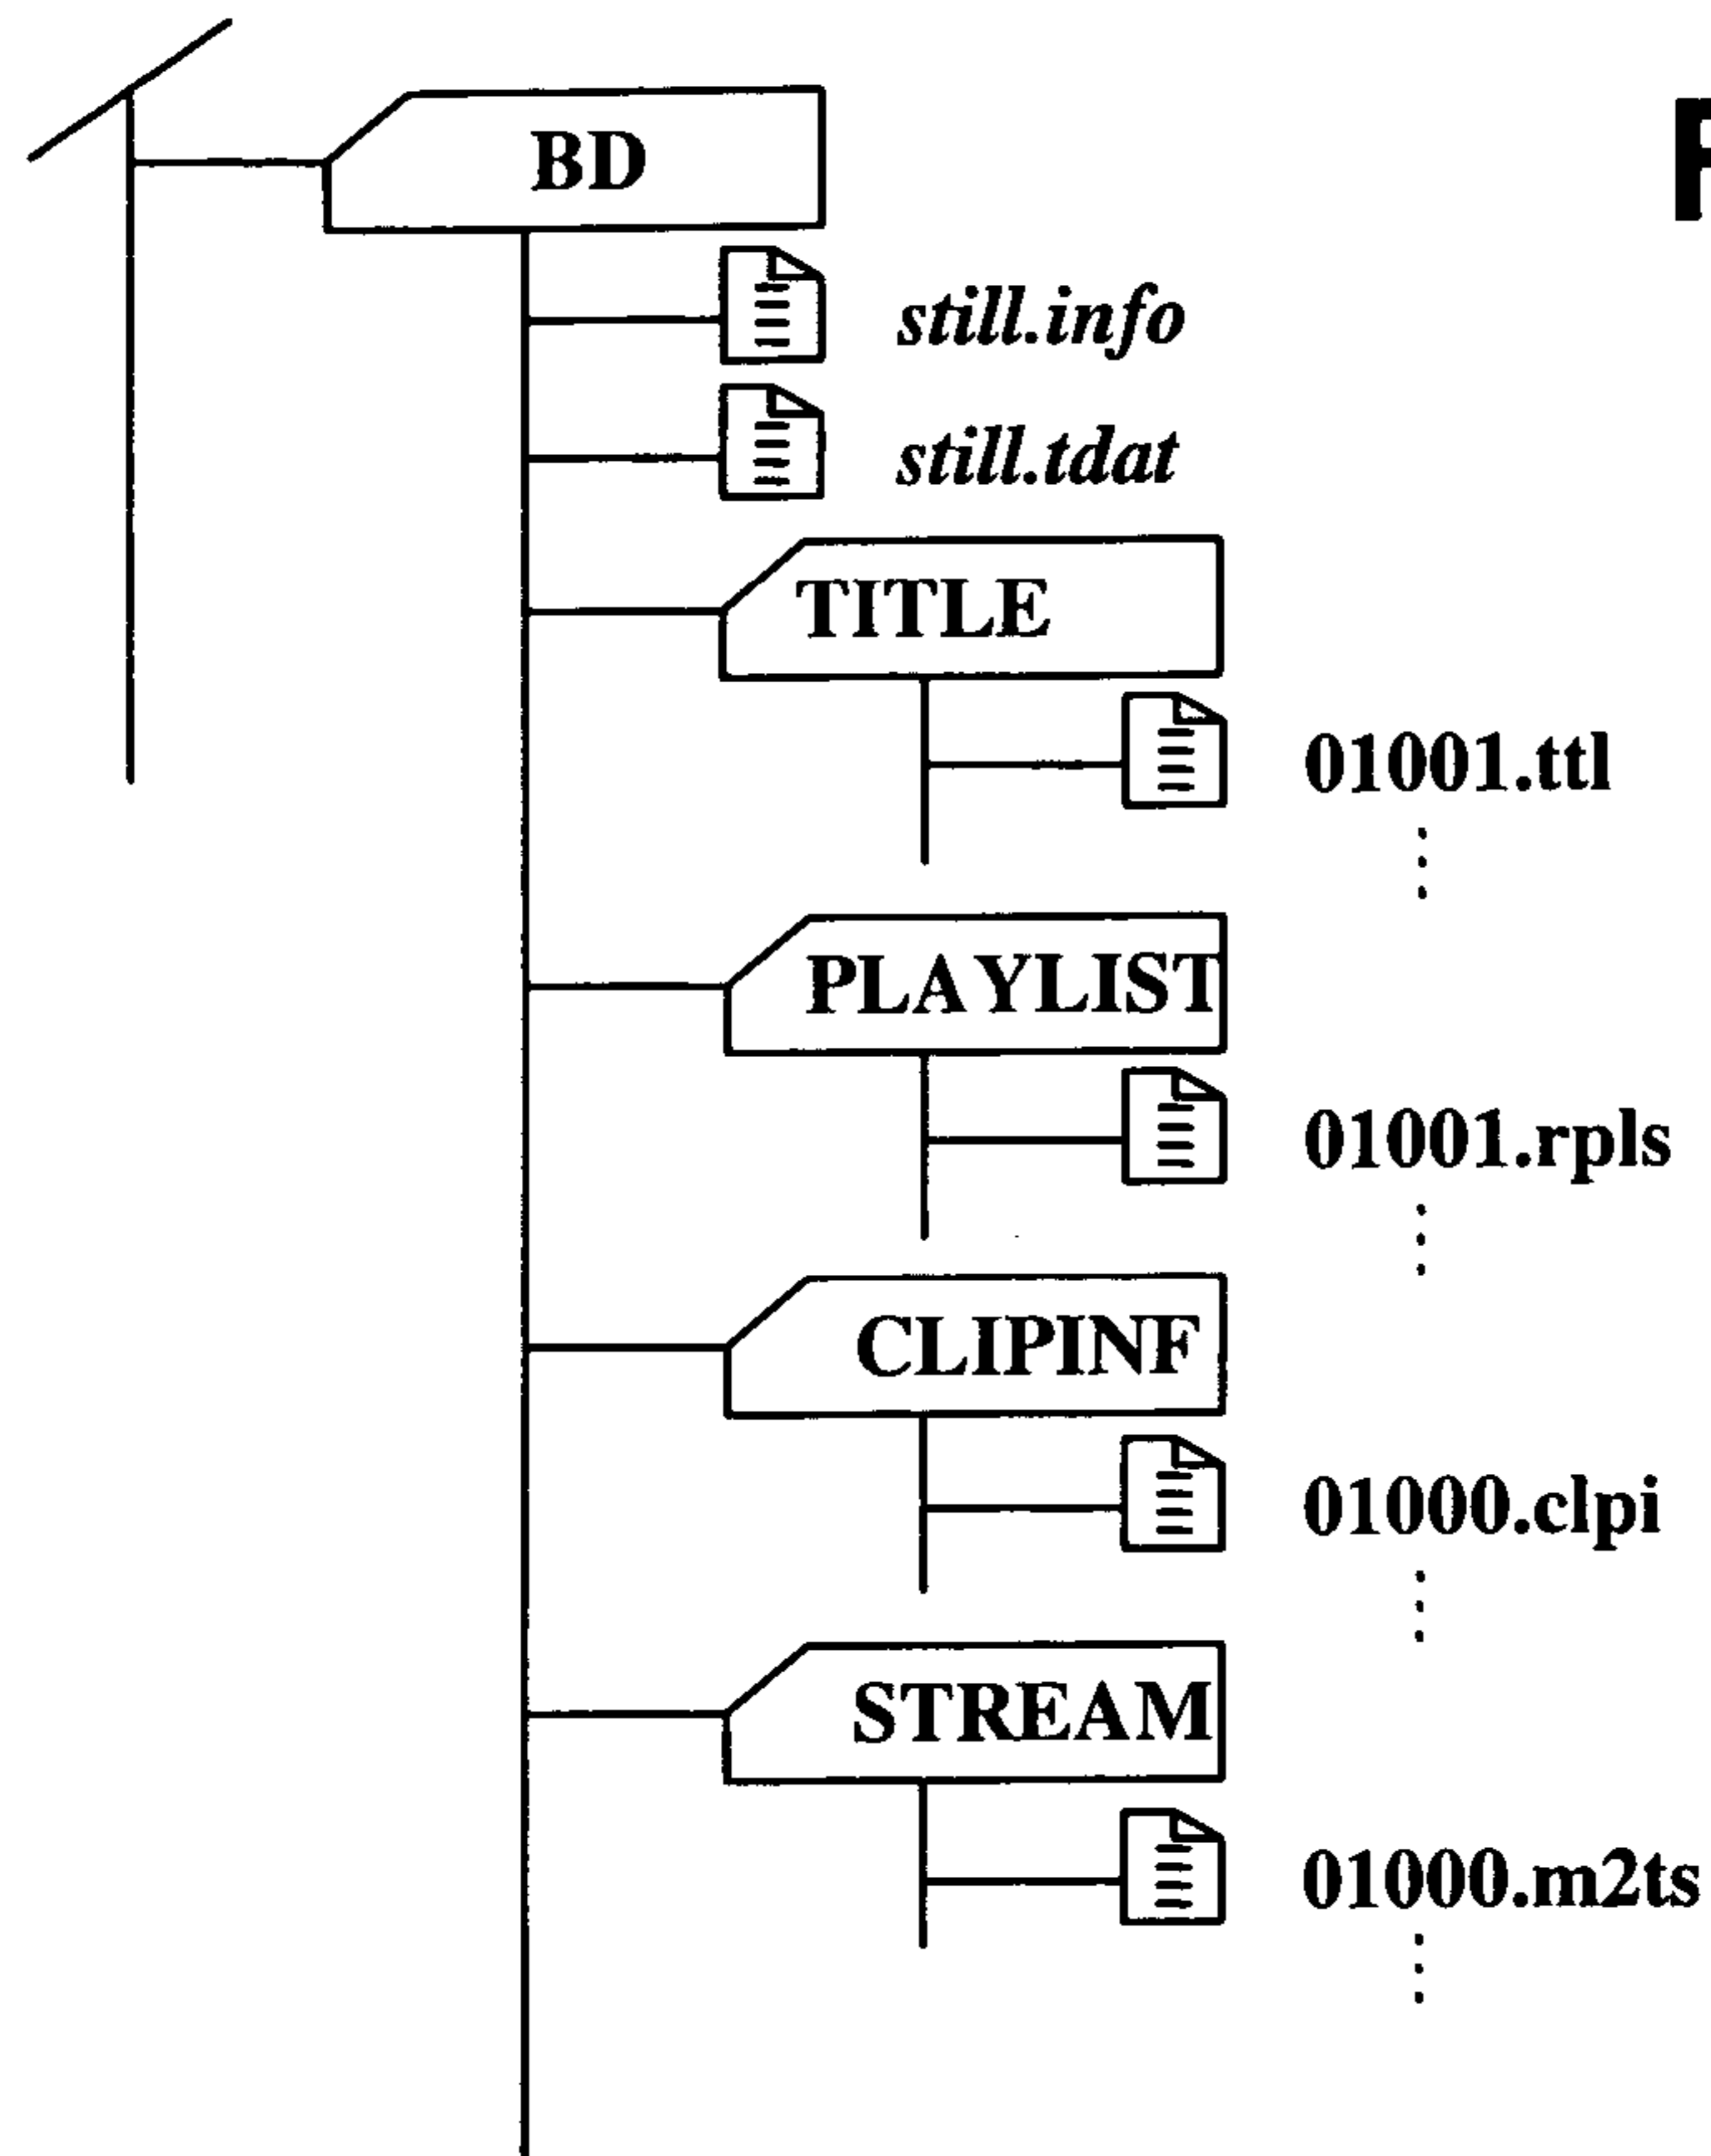 BD
still.info
still.tdat
TITLE
01001.ttl
PLAYLIST
01001.rpls
CLIPINF
01000.clpi
STREAM
01000.m2ts